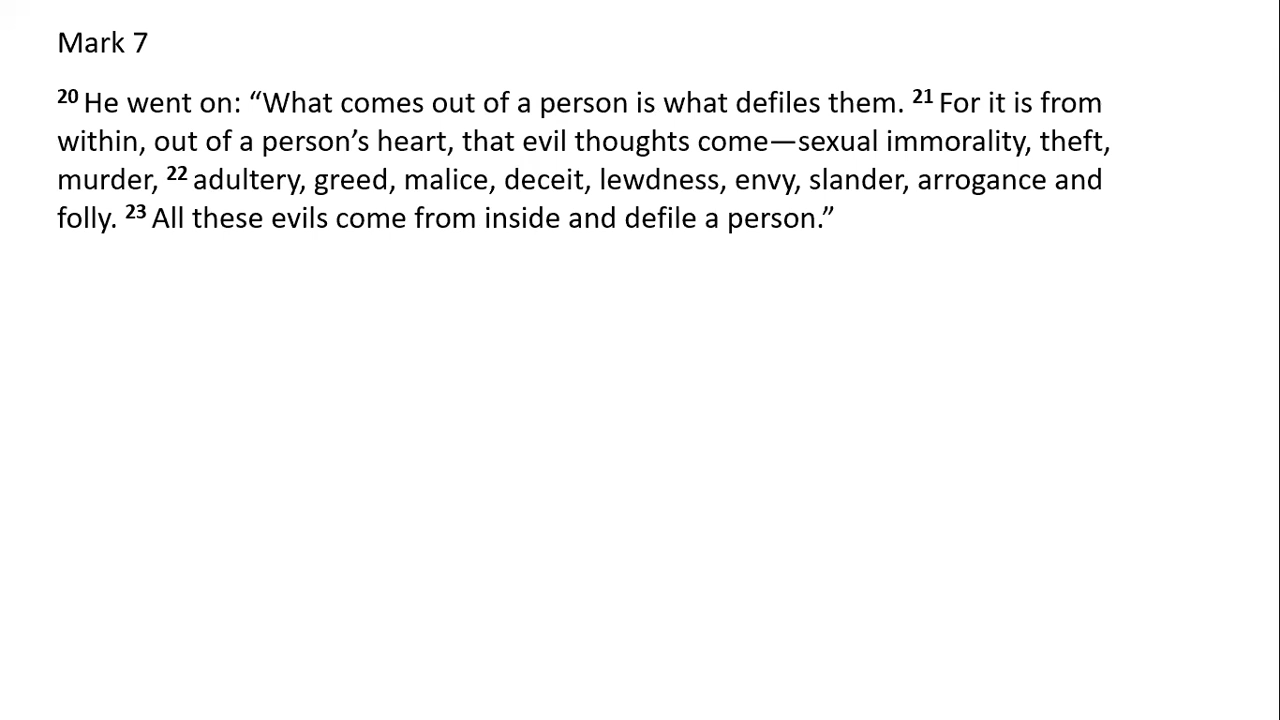 Mark 7
20 He went on: “What comes out of a person is what defiles them. 21 For it is from
within, out of a person’s heart, that evil thoughts come—sexual immorality, theft,
murder, 22 adultery, greed, malice, deceit, lewdness, envy, slander, arrogance and
folly. 23 All these evils come from inside and defile a person.”